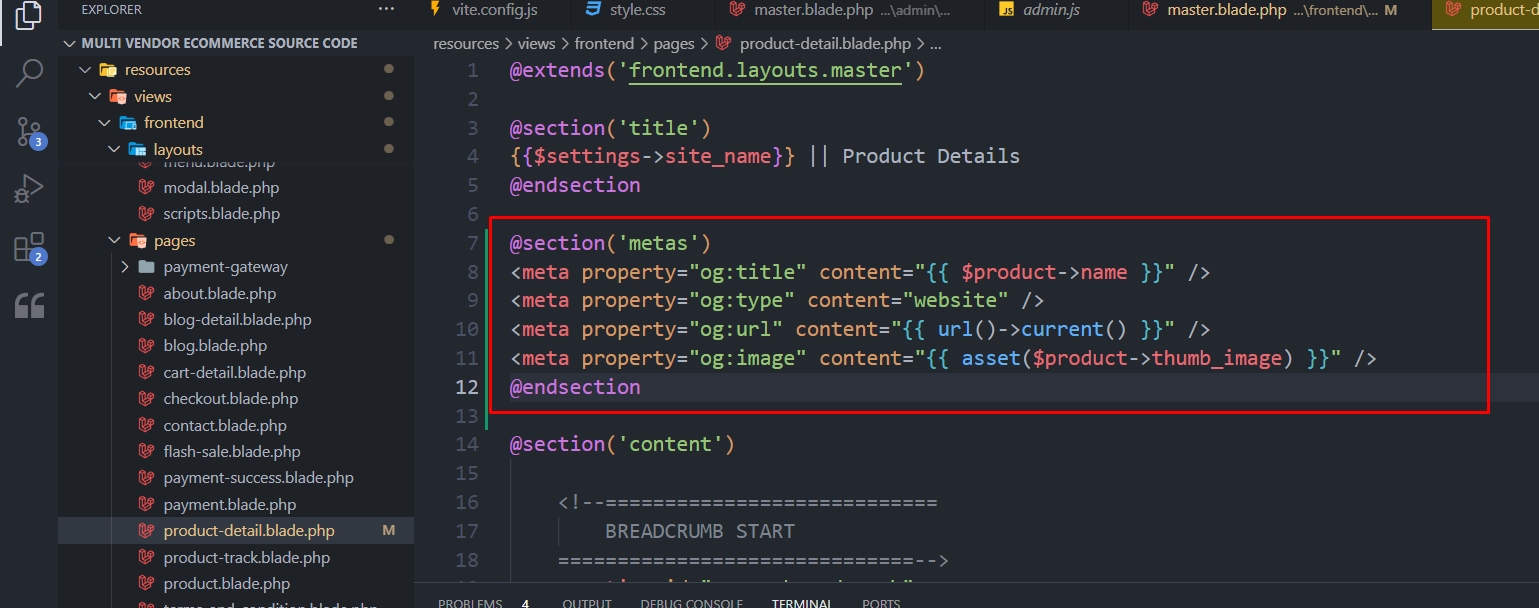 EXPLORER
...
MULTI VENDOR ECOMMERCE SOURCE CODE
resources
views
frontend
layouts
menu.blade.php
modal.blade.php
scripts.blade.php
pages
payment-gateway
about.blade.php
blog-detail.blade.php
blog.blade.php
cart-detail.blade.php
checkout.blade.php
contact.blade.php
flash-sale.blade.php
payment-success.blade.php
payment.blade.php
product-detail.blade.php M
product-track.blade.php
product.blade.php
3
2
vite.config.js style.css master.blade.php ...\admin\... JS admin.js master.blade.php ...\frontend\... M product-d
resources > views > frontend > pages > product-detail.blade.php > ...
1 @extends('frontend.layouts.master')
2
3 @section('title')
4 {{$settings->site_name}} || Product Details
5 @endsection
6
7 @section('metas')
8 <meta property="og:title" content="{{ $product->name }}" />
9 <meta property="og:type" content="website" />
10 <meta property="og:url" content="{{ url()->current() }}" />
11 <meta property="og:image" content="{{ asset($product->thumb_image) }}" />
12 @endsection
13
14 @section('content')
15
16 <!--============================
17 BREADCRUMB START
18 ==============================-->
PROBLEMS 4 OUTPUT DEBUG CONSOLE TERMINAL PORTS